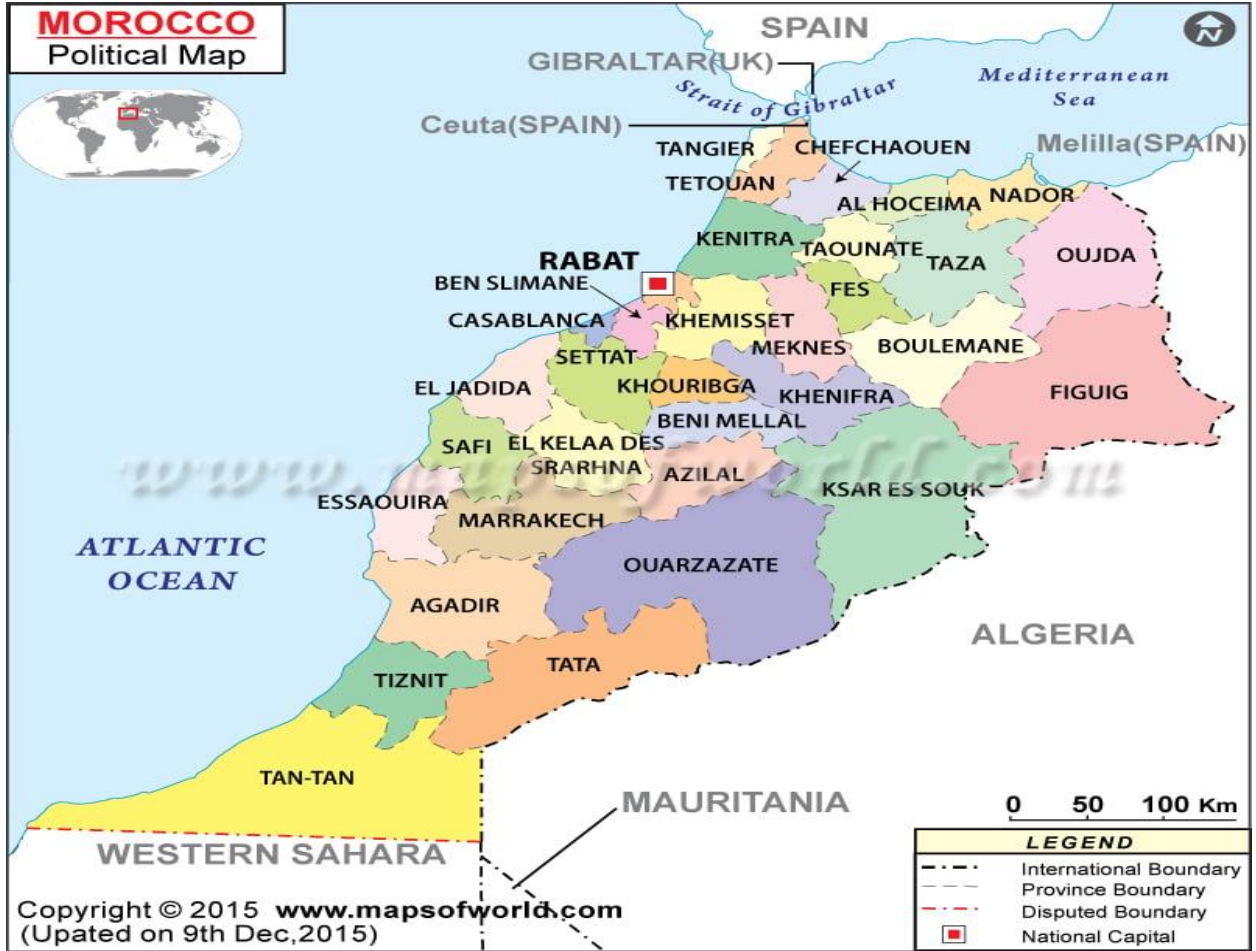 MOROCCO
Political Map
SPAIN
N
GIBRALTAR(UK)
Strait of Gibraltar
Mediterranean
Sea
Ceuta(SPAIN)
Melilla(SPAIN)
TANGIER
CHEFCHAOUEN
TETOUAN
AL HOCEIMA
NADOR
KENITRA
TAOUNATE
TAZA
OUJDA
RABAT
BEN SLIMANE
FES
CASABLANCA
KHEMISSET
SETTAT
MEKNES
BOULEMANE
EL JADIDA
KHOURIBGA
KHENIFRA
FIGUIG
BENI MELLAL
SAFI
EL KELAA DES
SRARHNA
AZILAL
www.mapsofworld.com
KSAR ES SOUK
ESSAOUIRA
MARRAKECH
ATLANTIC
OCEAN
OUARZAZATE
AGADIR
ALGERIA
TATA
TIZNIT
TAN-TAN
MAURITANIA
0 50 100 Km
WESTERN SAHARA
LEGEND
International Boundary
Province Boundary
Disputed Boundary
National Capital
Copyright © 2015 www.mapsofworld.com
(Upated on 9th Dec,2015)